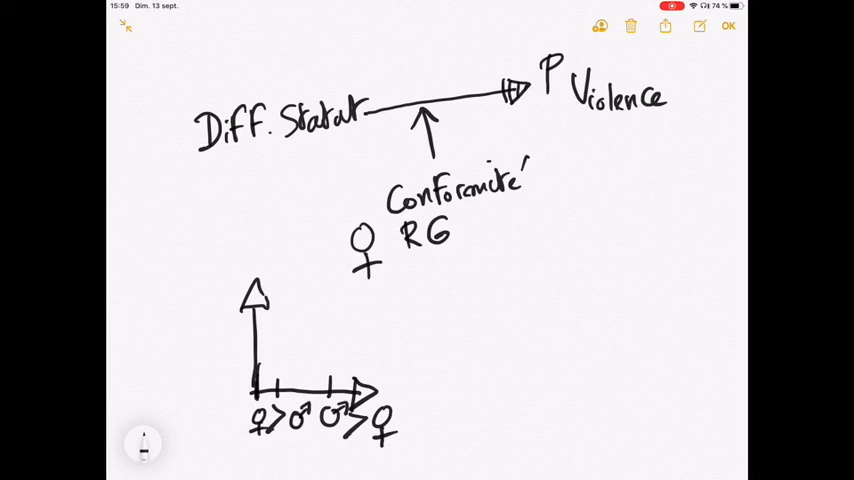 15:59 Dim. 13 sept. 74 %
OK
Diff. Statut P Violence
Conformité
♀ RG
♀>♂ ♂>♀